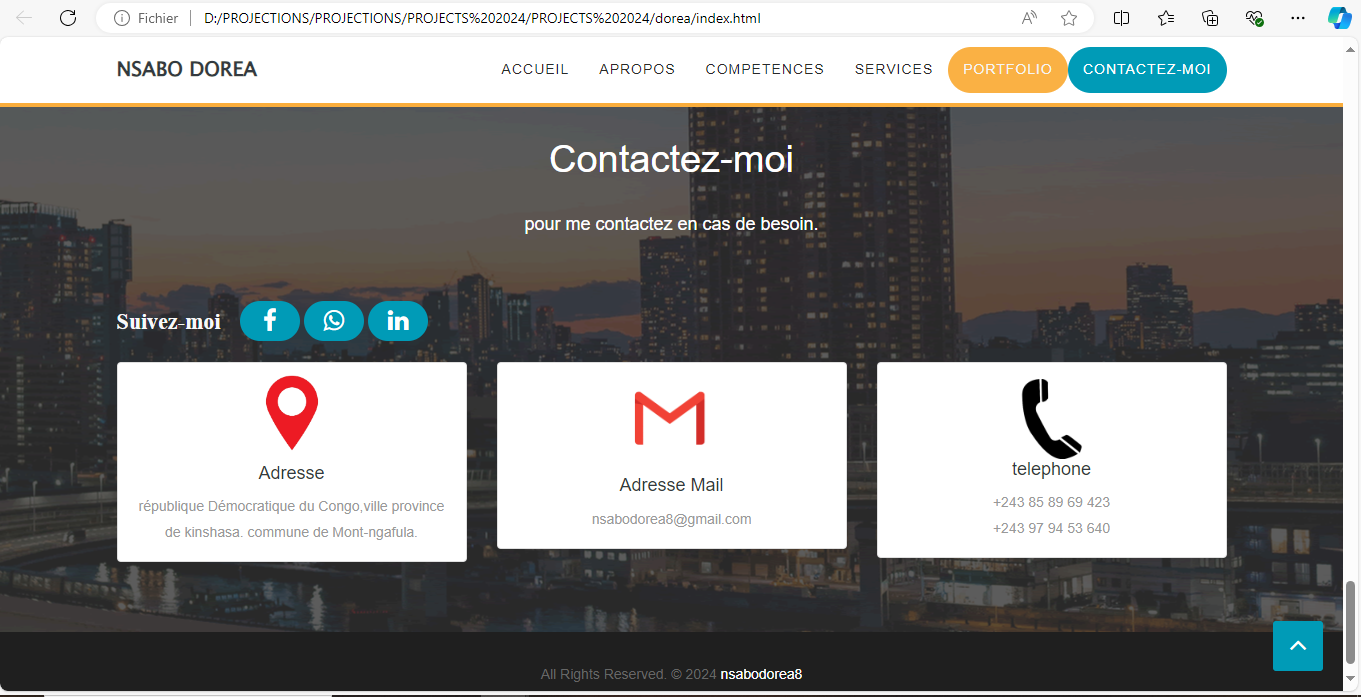 Fichier
D:/PROJECTIONS/PROJECTIONS/PROJECTS%202024/PROJECTS%202024/dorea/index.html
NSABO DOREA
ACCUEIL
APROPOS
COMPETENCES
SERVICES
PORTFOLIO
CONTACTEZ-MOI
Contactez-moi
pour me contactez en cas de besoin.
Suivez-moi
Adresse
république Démocratique du Congo,ville province
de kinshasa. commune de Mont-ngafula.
Adresse Mail
nsabodorea8@gmail.com
telephone
+243 85 89 69 423
+243 97 94 53 640
All Rights Reserved. © 2024 nsabodorea8